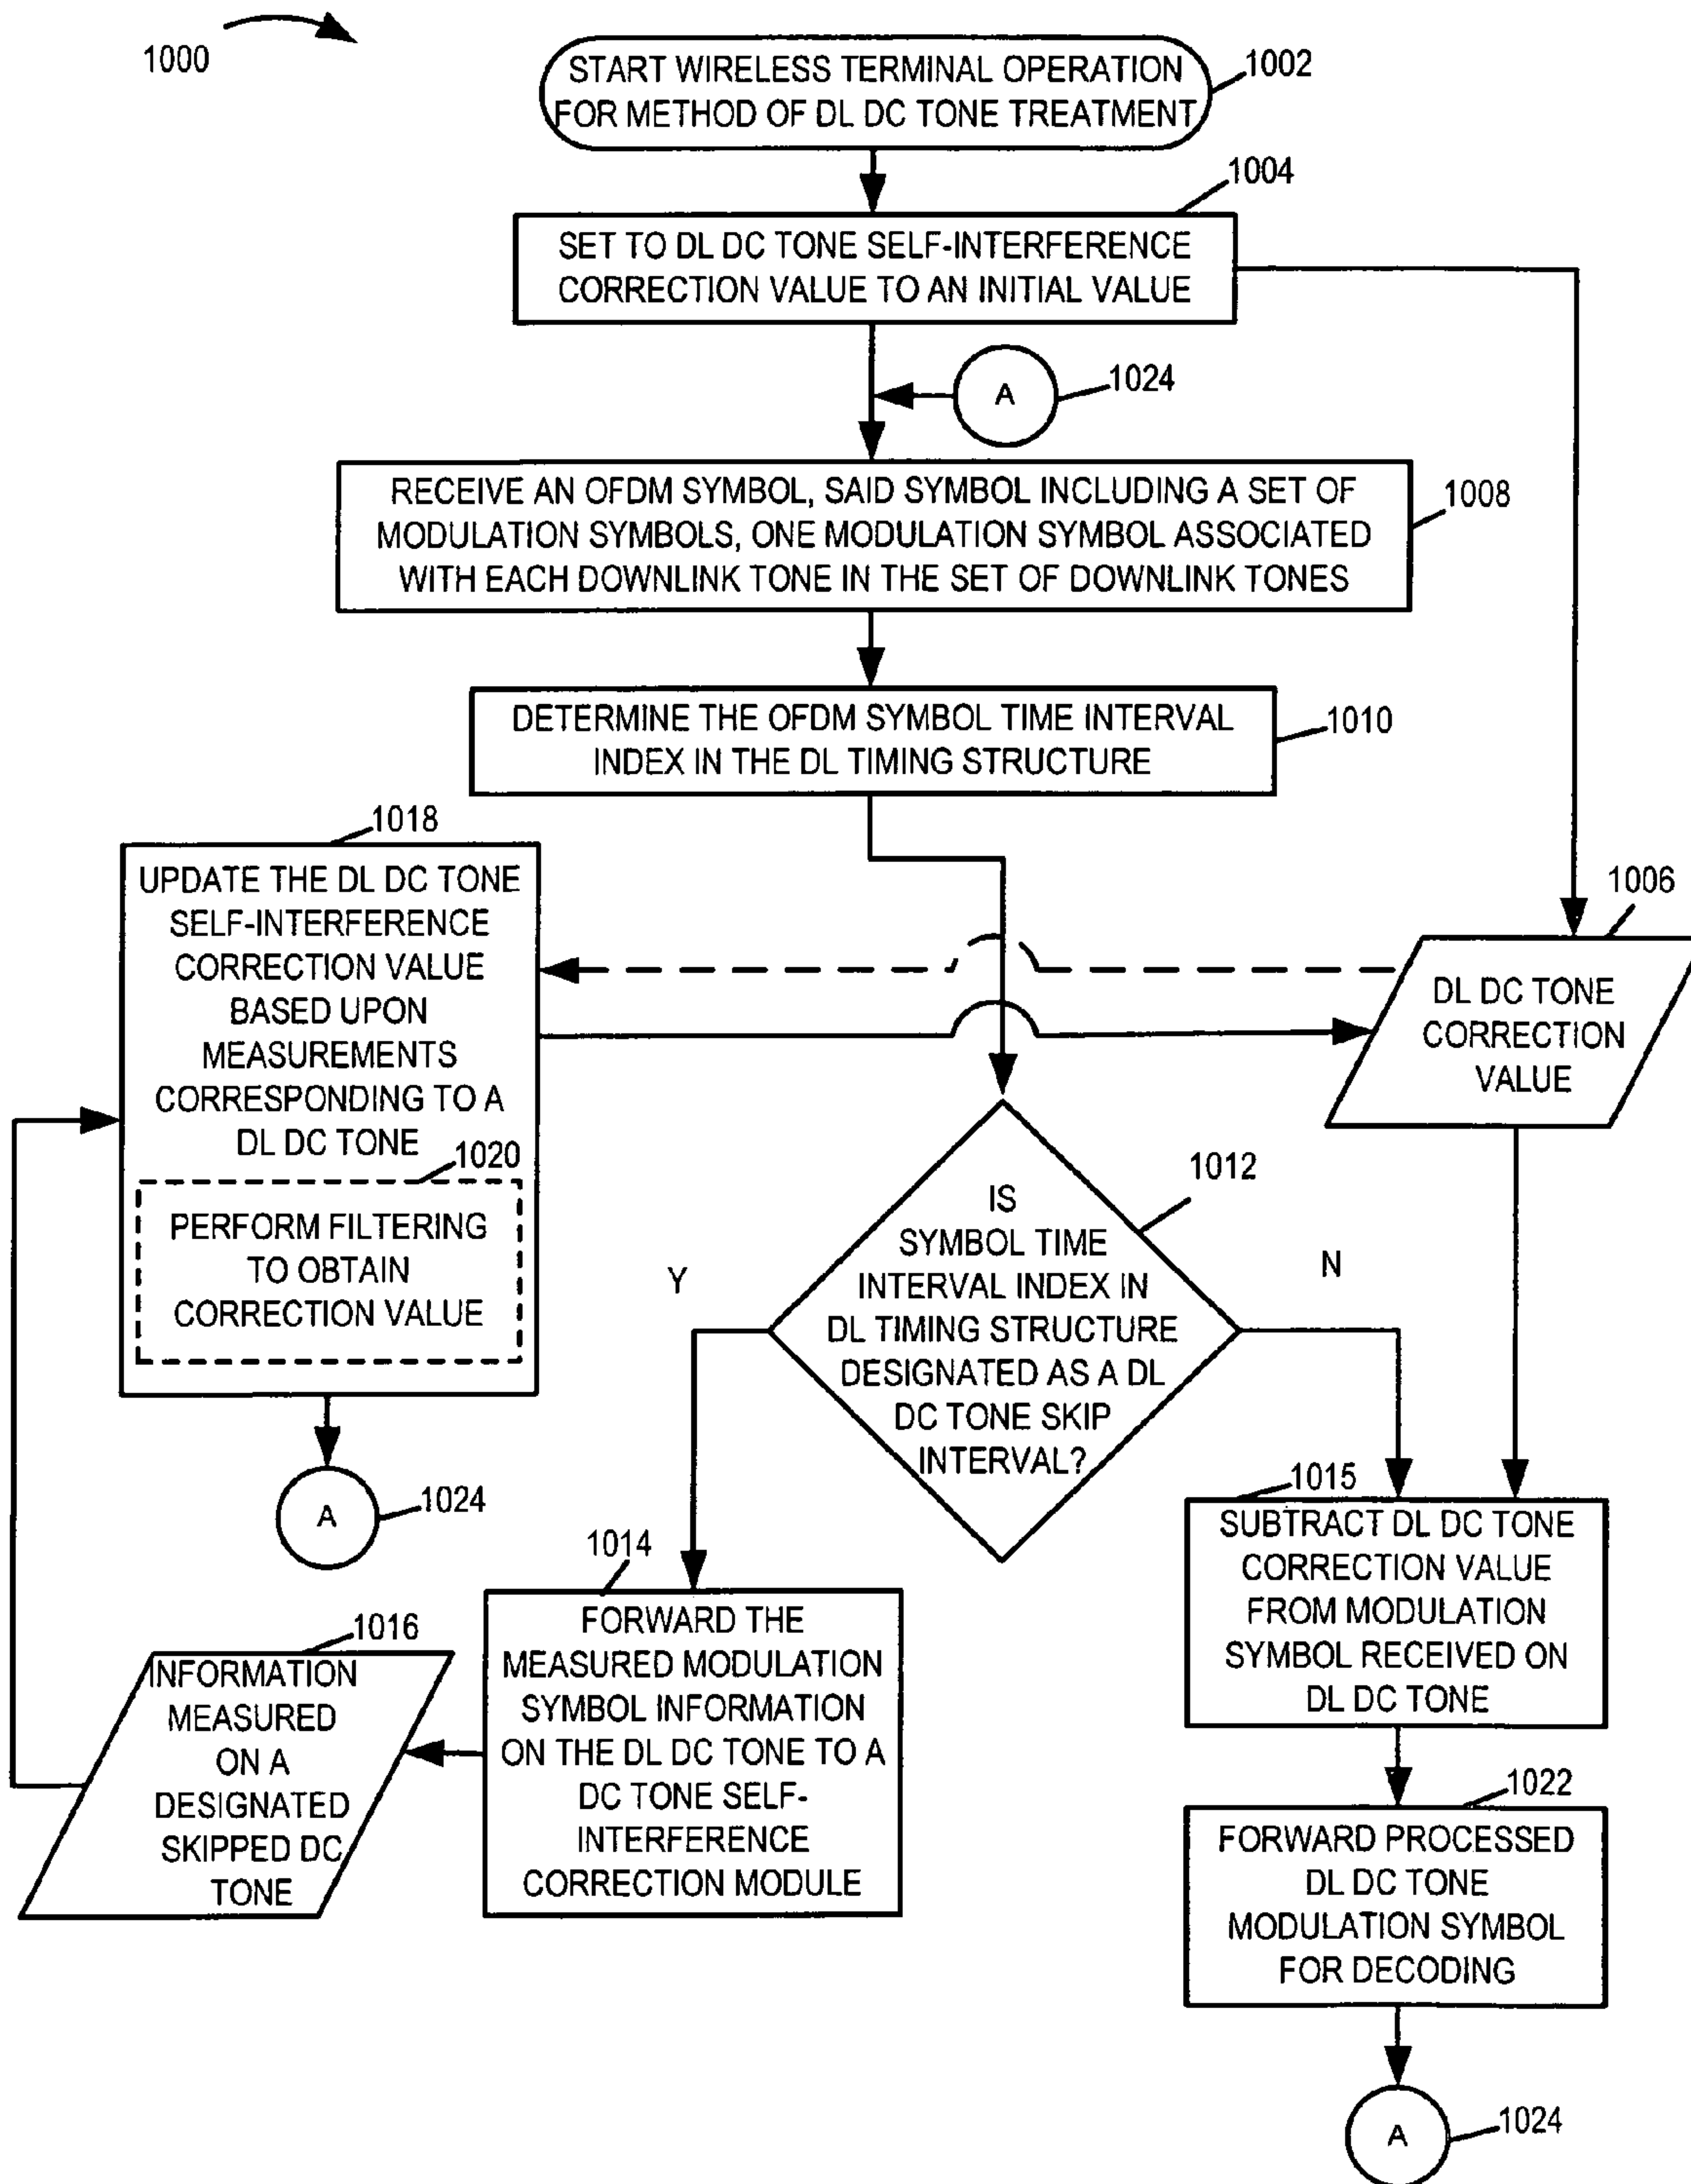 1000
START WIRELESS TERMINAL OPERATION
FOR METHOD OF DL DC TONE TREATMENT
1002
1004
SET TO DL DC TONE SELF-INTERFERENCE
CORRECTION VALUE TO AN INITIAL VALUE
A
1024
RECEIVE AN OFDM SYMBOL, SAID SYMBOL INCLUDING A SET OF
MODULATION SYMBOLS, ONE MODULATION SYMBOL ASSOCIATED
WITH EACH DOWNLINK TONE IN THE SET OF DOWNLINK TONES
1008
DETERMINE THE OFDM SYMBOL TIME INTERVAL
INDEX IN THE DL TIMING STRUCTURE
1010
1018
UPDATE THE DL DC TONE
SELF-INTERFERENCE
CORRECTION VALUE
BASED UPON
MEASUREMENTS
CORRESPONDING TO A
DL DC TONE
1020
PERFORM FILTERING
TO OBTAIN
CORRECTION VALUE
A
1024
1006
DL DC TONE
CORRECTION
VALUE
1012
IS
SYMBOL TIME
INTERVAL INDEX IN
DL TIMING STRUCTURE
DESIGNATED AS A DL
DC TONE SKIP
INTERVAL?
Y
N
1014
FORWARD THE
MEASURED MODULATION
SYMBOL INFORMATION
ON THE DL DC TONE TO A
DC TONE SELF-
INTERFERENCE
CORRECTION MODULE
1016
INFORMATION
MEASURED
ON A
DESIGNATED
SKIPPED DC
TONE
1015
SUBTRACT DL DC TONE
CORRECTION VALUE
FROM MODULATION
SYMBOL RECEIVED ON
DL DC TONE
1022
FORWARD PROCESSED
DL DC TONE
MODULATION SYMBOL
FOR DECODING
A
1024